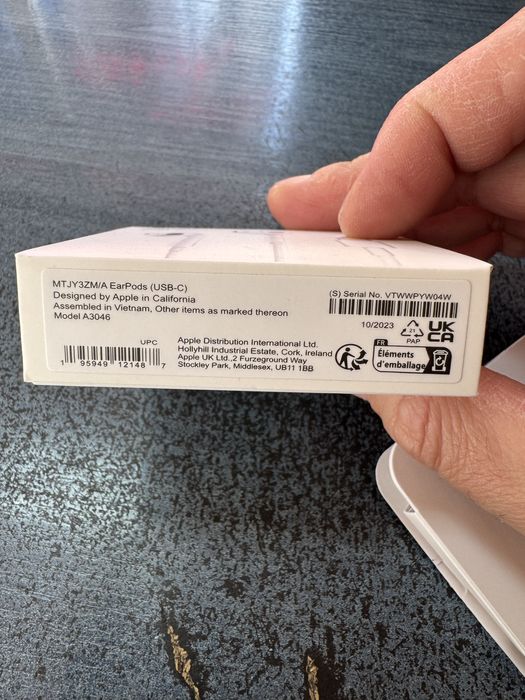 MTJY3ZM/A EarPods (USB-C)
Designed by Apple in California
Assembled in Vietnam, Other items as marked thereon
Model A3046
(S) Serial No. VTWWPYW04W
10/2023
21
PAP
UK
CA
UPC
1 95949 12148 7
Apple Distribution International Ltd.
Hollyhill Industrial Estate, Cork, Ireland
Apple UK Ltd.,2 Furzeground Way
Stockley Park, Middlesex, UB11 1BB
FR
Éléments
d'emballage